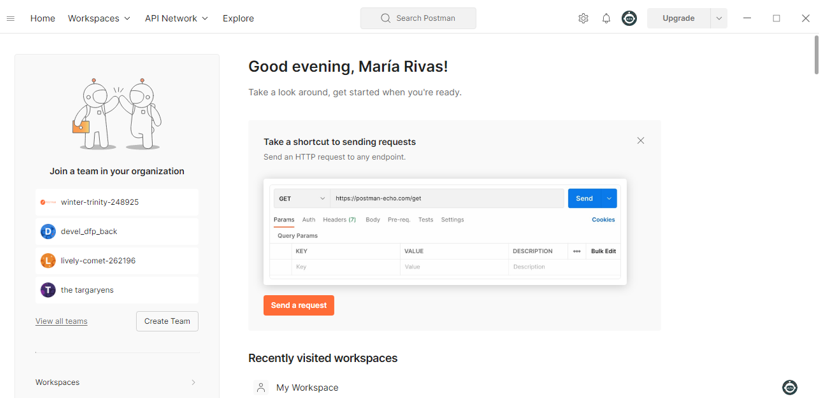 Home Workspaces API Network Explore Search Postman Upgrade
Good evening, María Rivas!
Take a look around, get started when you're ready.
Join a team in your organization
winter-trinity-248925
D devel_dfp_back
L lively-comet-262196
T the targaryens
View all teams Create Team
Workspaces
Take a shortcut to sending requests
Send an HTTP request to any endpoint.
GET https://postman-echo.com/get Send
Params Auth Headers (7) Body Pre-req. Tests Settings Cookies
Query Params
KEY VALUE DESCRIPTION ••• Bulk Edit
Key Value Description
Send a request
Recently visited workspaces
My Workspace